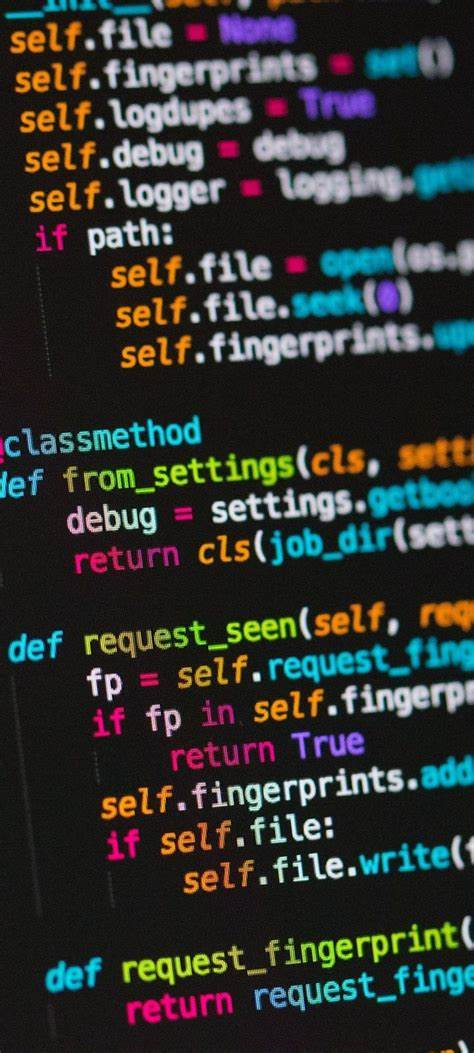 __init__(self, 
self.file = None
self.fingerprints = set()
self.logdupes = True
self.debug = debug
self.logger = logging.
if path:
self.file = open(os.
self.file.seek(0)
self.fingerprints.
@classmethod
def from_settings(cls,
debug = settings.
return cls(job_dir(
def request_seen(self,
fp = self.
if fp in self.
return True
self.fingerprints.add
if self.file:
self.file.write(
def request_fingerprint(
return